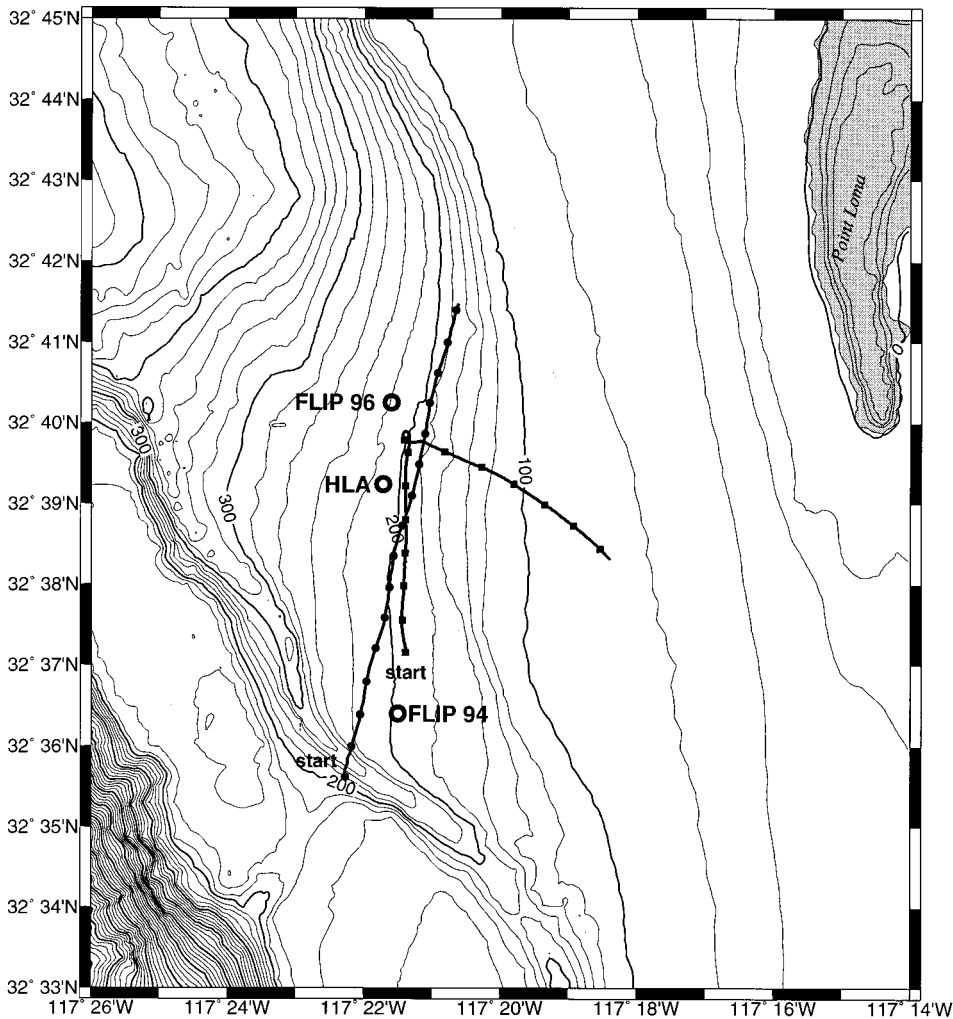 32° 45'N
32° 44'N
32° 43'N
32° 42'N
32° 41'N
32° 40'N
32° 39'N
32° 38'N
32° 37'N
32° 36'N
32° 35'N
32° 34'N
32° 33'N
117° 26'W
117° 24'W
117° 22'W
117° 20'W
117° 18'W
117° 16'W
117° 14'W
Point Loma
0
FLIP 96
HLA
FLIP 94
start
start
300
300
200
200
100